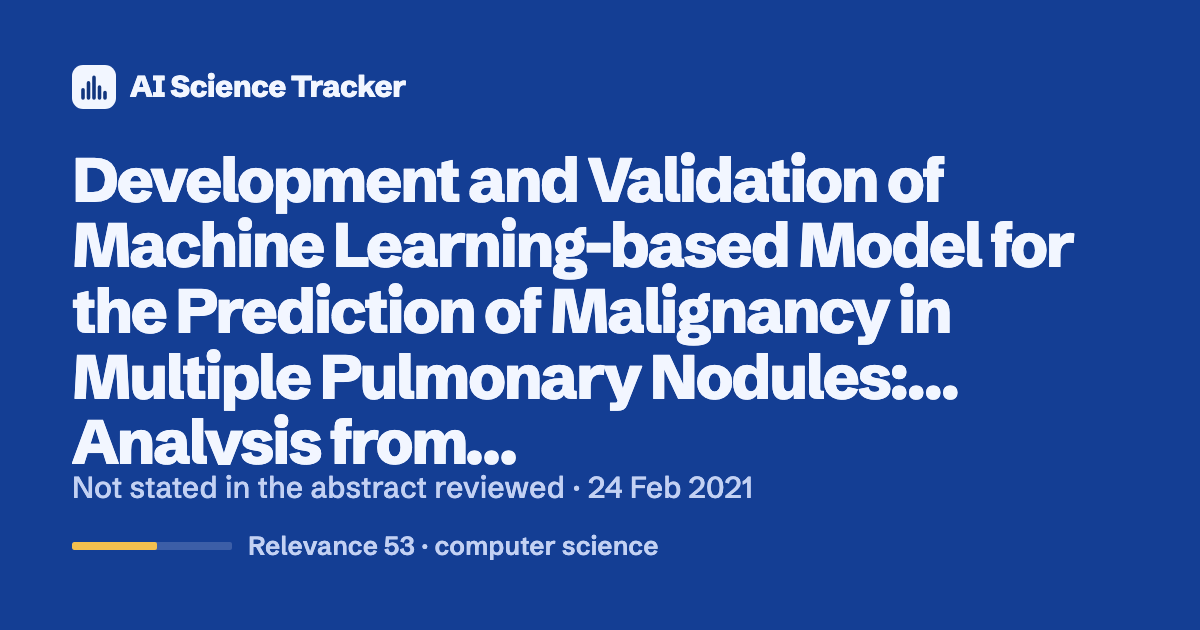 AI Science Tracker
Development and Validation of
Machine Learning-based Model for
the Prediction of Malignancy in
Multiple Pulmonary Nodules:...
Analysis from...
Not stated in the abstract reviewed · 24 Feb 2021
Relevance 53 · computer science